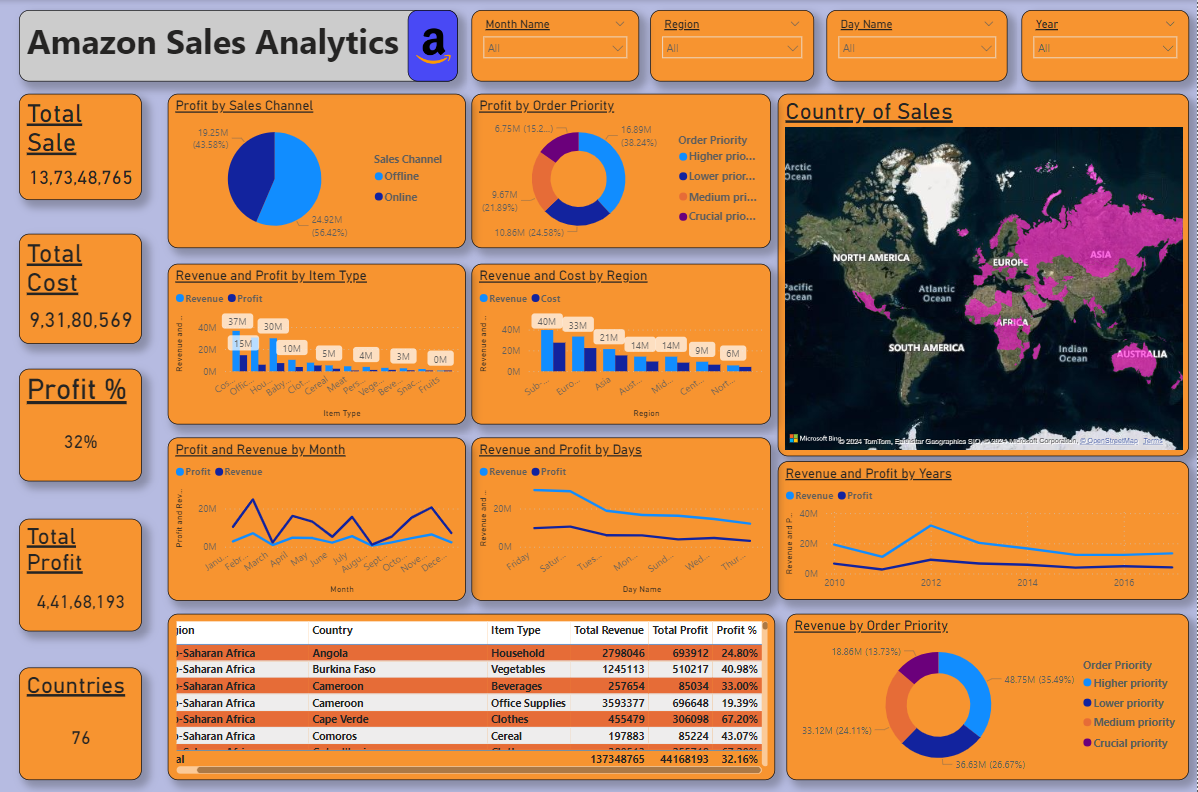 Amazon Sales Analytics
a
Month Name
All
Region
All
Day Name
All
Year
All
Total
Sale
13,73,48,765
Total
Cost
9,31,80,569
Profit %
32%
Total
Profit
4,41,68,193
Countries
76
Profit by Sales Channel
19.25M
(43.58%)
24.92M
(56.42%)
Sales Channel
Offline
Online
Profit by Order Priority
6.75M (15.2...)
16.89M
(38.24%)
9.67M
(21.89%)
10.86M (24.58%)
Order Priority
Higher prio...
Lower prior...
Medium pri...
Crucial prio...
Country of Sales
Arctic
Ocean
NORTH AMERICA
EUROPE
ASIA
Pacific
Ocean
Atlantic
Ocean
AFRICA
SOUTH AMERICA
Indian
Ocean
AUSTRALIA
Microsoft Bing
© 2024 TomTom, Earthstar Geographics SIO, © 2024 Microsoft Corporation, © OpenStreetMap Terms
Revenue and Profit by Item Type
Revenue Profit
Revenue and ...
40M
20M
0M
37M
15M
30M
10M
5M
4M
3M
0M
Cos...
Offic...
Hou...
Baby...
Clot...
Cereal
Meat
Pers...
Vege...
Beve...
Snac...
Fruits
Item Type
Revenue and Cost by Region
Revenue Cost
Revenue and ...
40M
20M
0M
40M
33M
21M
14M
14M
9M
6M
Sub-...
Euro...
Asia
Aust...
Mid...
Cent...
Nort...
Region
Profit and Revenue by Month
Profit Revenue
Profit and Rev...
20M
0M
Janu...
Febr...
March
April
May
June
July
Augu...
Sept...
Octo...
Nove...
Dece...
Month
Revenue and Profit by Days
Revenue Profit
Revenue and ...
20M
0M
Friday
Satur...
Tues...
Mon...
Sund...
Wed...
Thur...
Day Name
Revenue and Profit by Years
Revenue Profit
Revenue and P...
40M
20M
0M
2010
2012
2014
2016
gion Country Item Type Total Revenue Total Profit Profit %
-Saharan Africa Angola Household 2798046 693912 24.80%
-Saharan Africa Burkina Faso Vegetables 1245113 510217 40.98%
-Saharan Africa Cameroon Beverages 257654 85034 33.00%
-Saharan Africa Cameroon Office Supplies 3593377 696648 19.39%
-Saharan Africa Cape Verde Clothes 455479 306098 67.20%
-Saharan Africa Comoros Cereal 197883 85224 43.07%
al 137348765 44168193 32.16%
Revenue by Order Priority
18.86M (13.73%)
48.75M (35.49%)
33.12M (24.11%)
36.63M (26.67%)
Order Priority
Higher priority
Lower priority
Medium priority
Crucial priority